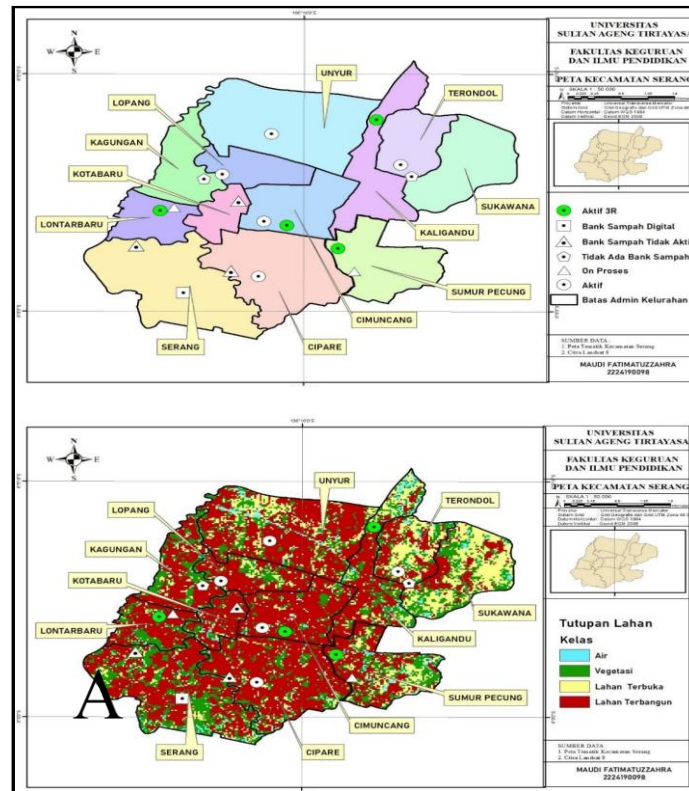 UNIVERSITAS
SULTAN AGENG TIRTAYASA
FAKULTAS KEGURUAN
DAN ILMU PENDIDIKAN
PETA KECAMATAN SERANG
N
W
E
S
UNYUR
LOPANG
TERONDOL
KAGUNGAN
KOTABARU
LONTARBARU
SUKAWANA
KALIGANDU
SUMUR PECUNG
CIMUNCANG
SERANG
CIPARE
Aktif 3R
Bank Sampah Digital
Bank Sampah Tidak Akti
Tidak Ada Bank Sampah
On Proses
Aktif
Batas Admin Kelurahan
SUMBER DATA :
1. Peta Tematik Kecamatan Serang
2. Citra Landsat 8
MAUDI FATIMATUZZAHRA
2224190098
UNIVERSITAS
SULTAN AGENG TIRTAYASA
FAKULTAS KEGURUAN
DAN ILMU PENDIDIKAN
PETA KECAMATAN SERANG
N
W
E
S
UNYUR
LOPANG
TERONDOL
KAGUNGAN
KOTABARU
LONTARBARU
SUKAWANA
KALIGANDU
SUMUR PECUNG
A
CIMUNCANG
SERANG
CIPARE
Tutupan Lahan
Kelas
Air
Vegetasi
Lahan Terbuka
Lahan Terbangun
SUMBER DATA :
1. Peta Tematik Kecamatan Serang
2. Citra Landsat 8
MAUDI FATIMATUZZAHRA
2224190098